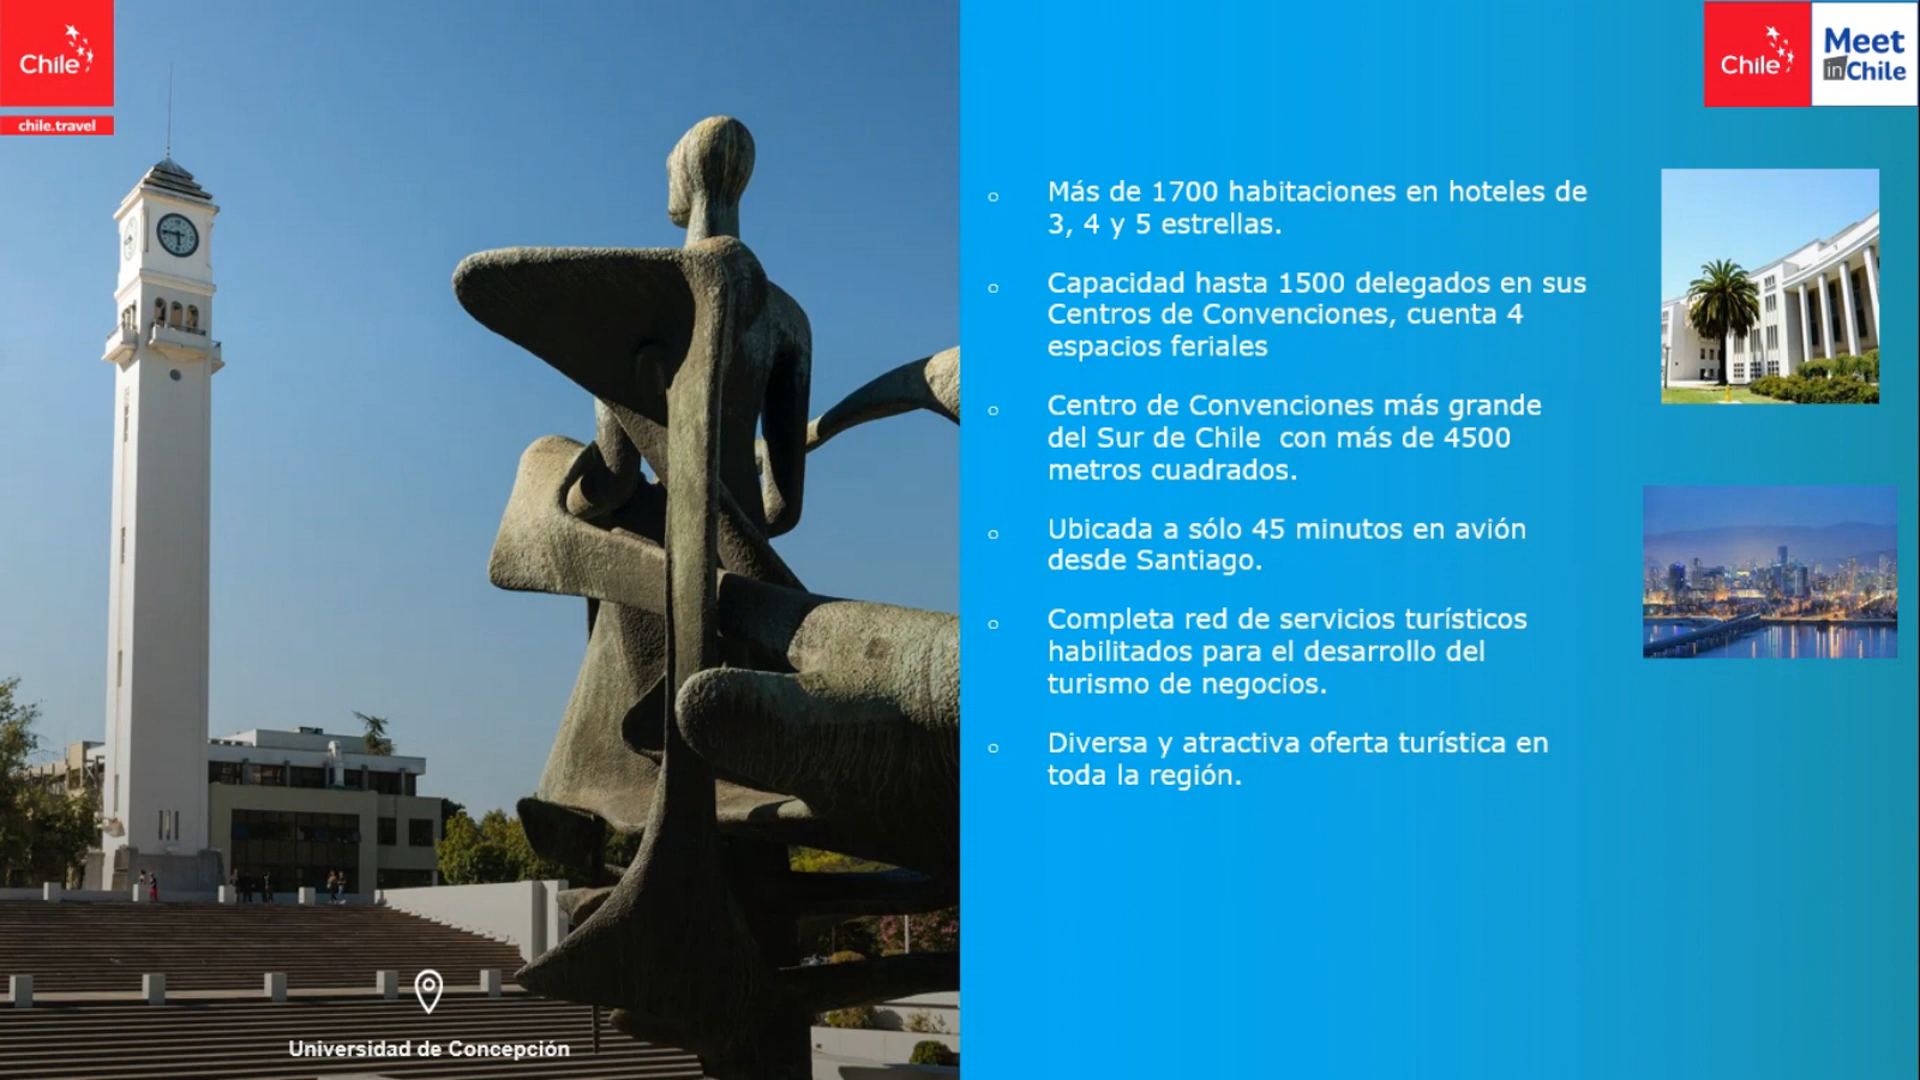 Chile
chile.travel
Chile
Meet
in Chile
Más de 1700 habitaciones en hoteles de
3, 4 y 5 estrellas.
Capacidad hasta 1500 delegados en sus
Centros de Convenciones, cuenta 4
espacios feriales
Centro de Convenciones más grande
del Sur de Chile con más de 4500
metros cuadrados.
Ubicada a sólo 45 minutos en avión
desde Santiago.
Completa red de servicios turísticos
habilitados para el desarrollo del
turismo de negocios.
Diversa y atractiva oferta turística en
toda la región.
Universidad de Concepción